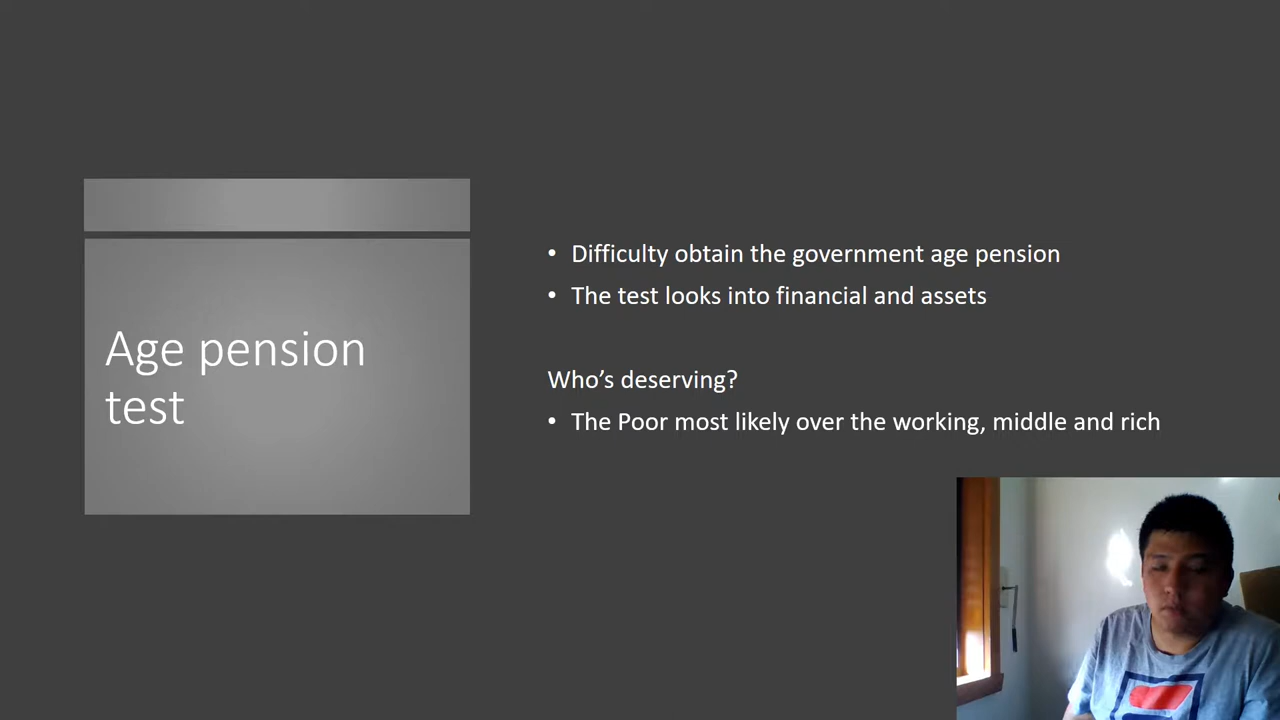 Age pension
test
• Difficulty obtain the government age pension
• The test looks into financial and assets
Who’s deserving?
• The Poor most likely over the working, middle and rich